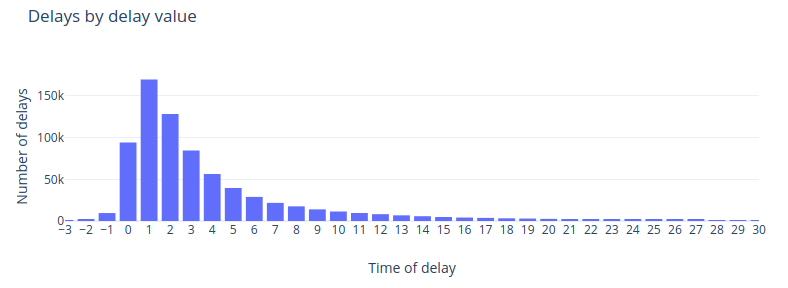 Delays by delay value
Number of delays
150k
100k
50k
0
−3 −2 −1 0 1 2 3 4 5 6 7 8 9 10 11 12 13 14 15 16 17 18 19 20 21 22 23 24 25 26 27 28 29 30
Time of delay